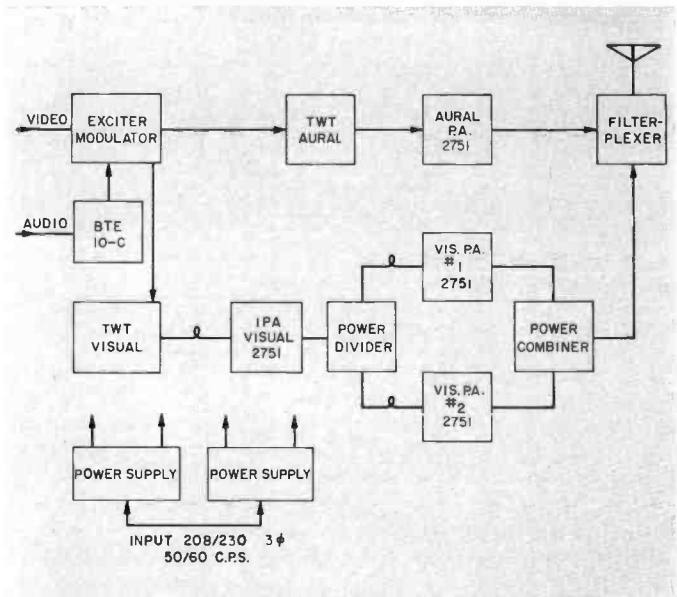 VIDEO
EXCITER
MODULATOR
TWT
AURAL
AURAL
P.A.
2751
FILTER-
PLEXER
AUDIO
BTE
10-C
VIS. P.A.
#1
2751
TWT
VISUAL
IPA
VISUAL
2751
POWER
DIVIDER
POWER
COMBINER
VIS. P.A.
#2
2751
POWER SUPPLY
POWER SUPPLY
INPUT 208/230 3ϕ
50/60 C.P.S.